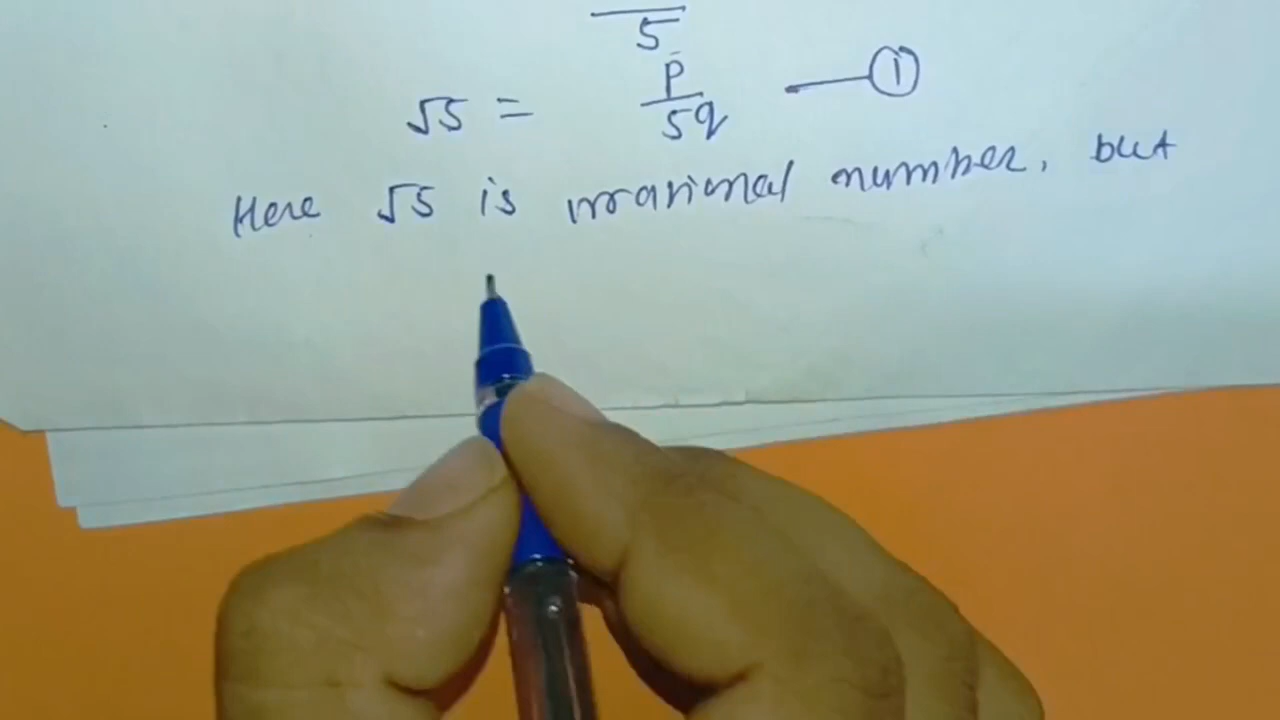 5
√5 = p/5q —— ①
Here √5 is irrational number, but